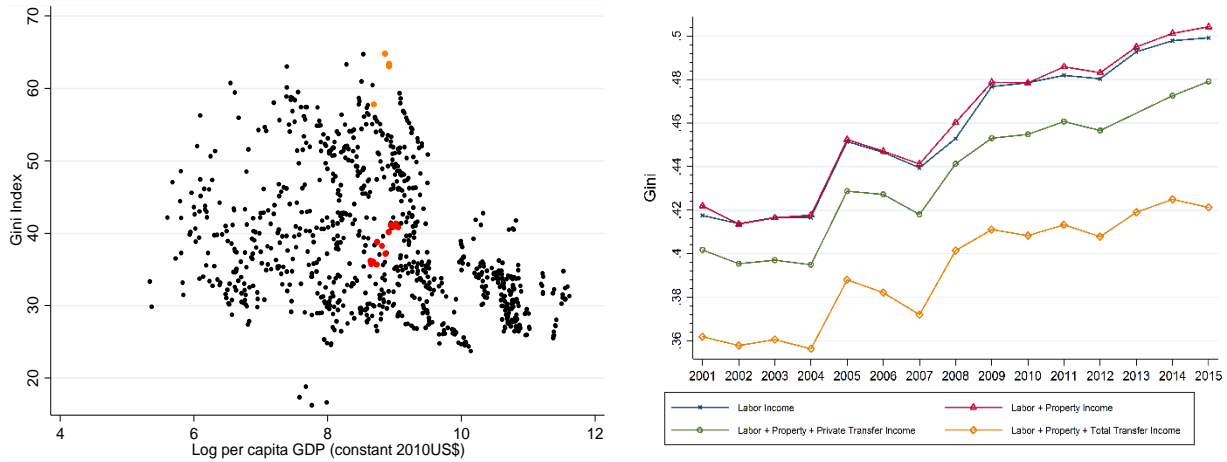 Gini Index
70
60
50
40
30
20
4
6
8
10
12
Log per capita GDP (constant 2010US$)
Gini
.5
.48
.46
.44
.42
.4
.38
.36
2001 2002 2003 2004 2005 2006 2007 2008 2009 2010 2011 2012 2013 2014 2015
Labor Income
Labor + Property Income
Labor + Property + Private Transfer Income
Labor + Property + Total Transfer Income